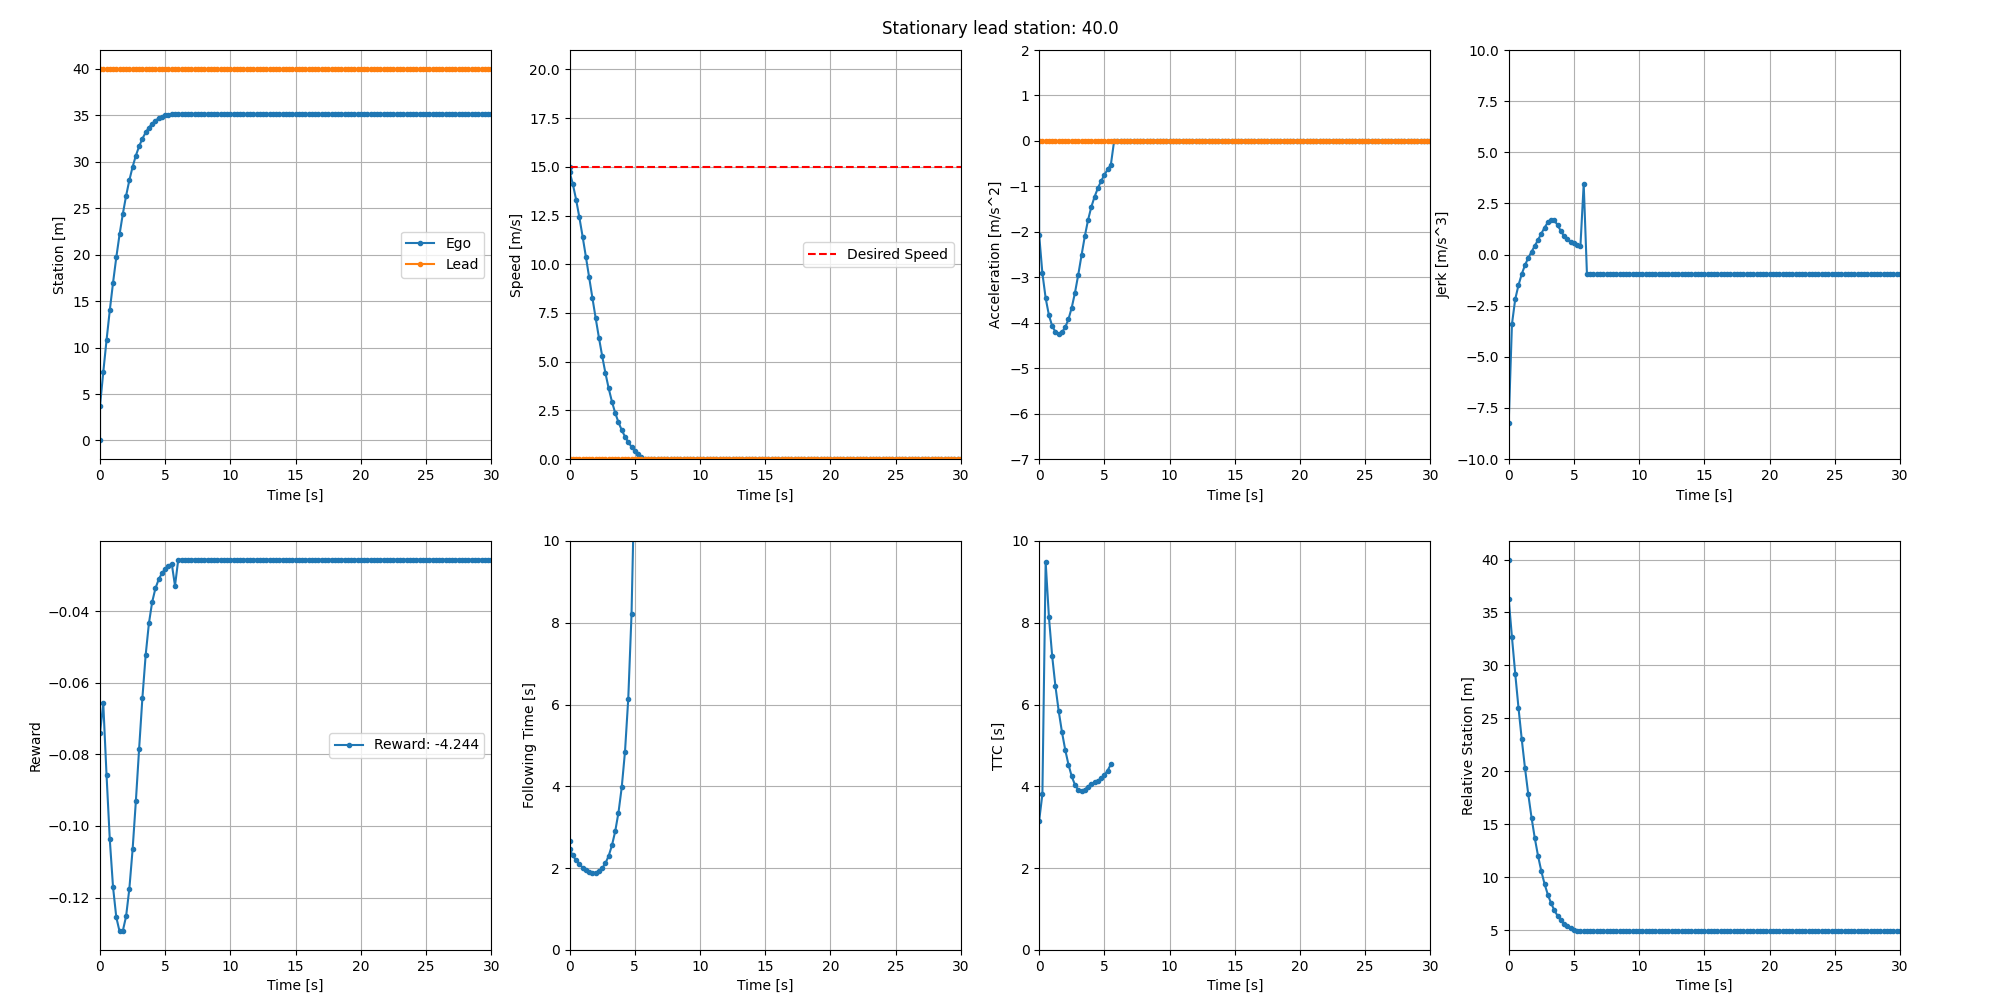 Stationary lead station: 40.0
Station [m]
40
35
30
25
20
15
10
5
0
Ego
Lead
0 5 10 15 20 25 30
Time [s]
Speed [m/s]
20.0
17.5
15.0
12.5
10.0
7.5
5.0
2.5
0.0
Desired Speed
0 5 10 15 20 25 30
Time [s]
Acceleration [m/s^2]
2
1
0
−1
−2
−3
−4
−5
−6
−7
0 5 10 15 20 25 30
Time [s]
Jerk [m/s^3]
10.0
7.5
5.0
2.5
0.0
−2.5
−5.0
−7.5
−10.0
0 5 10 15 20 25 30
Time [s]
Reward
−0.04
−0.06
−0.08
−0.10
−0.12
Reward: -4.244
0 5 10 15 20 25 30
Time [s]
Following Time [s]
10
8
6
4
2
0
0 5 10 15 20 25 30
Time [s]
TTC [s]
10
8
6
4
2
0
0 5 10 15 20 25 30
Time [s]
Relative Station [m]
40
35
30
25
20
15
10
5
0 5 10 15 20 25 30
Time [s]